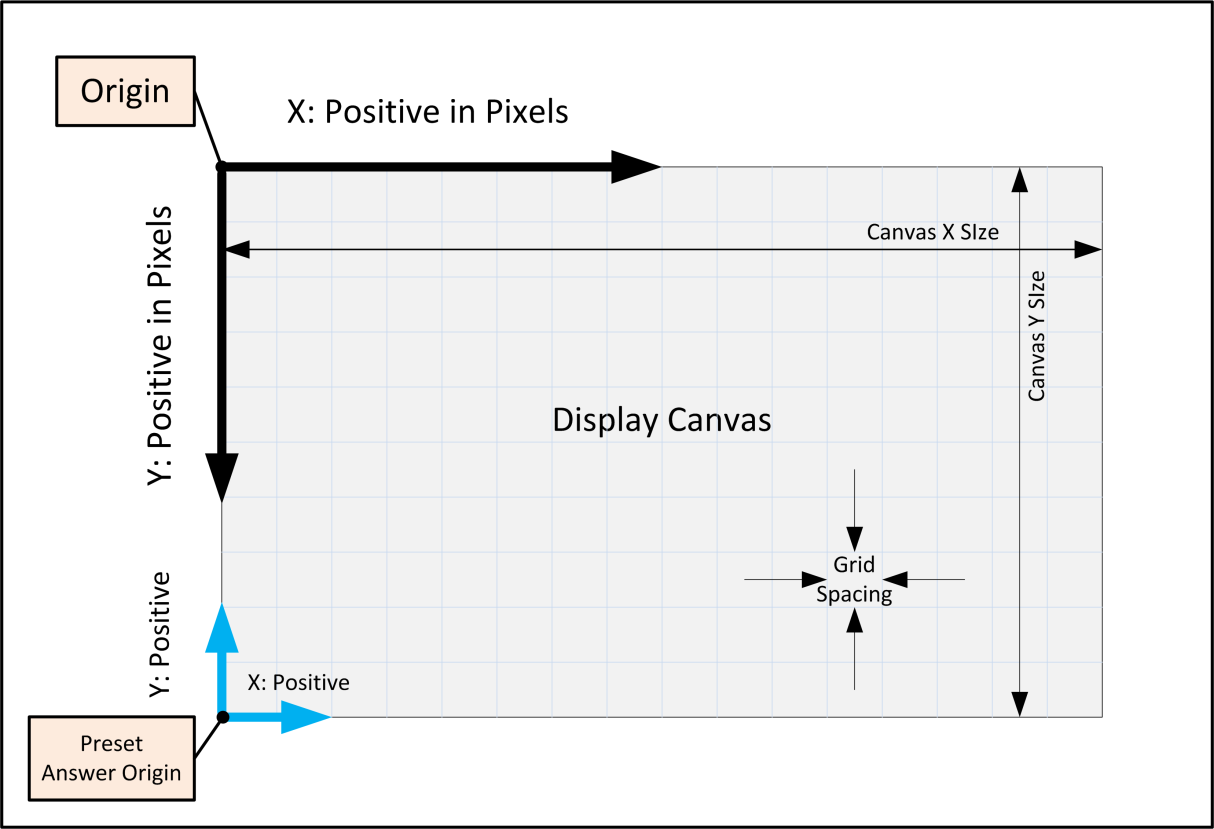 Origin
X: Positive in Pixels
Y: Positive in Pixels
Canvas X SIze
Canvas Y SIze
Display Canvas
Grid
Spacing
Y: Positive
X: Positive
Preset
Answer Origin